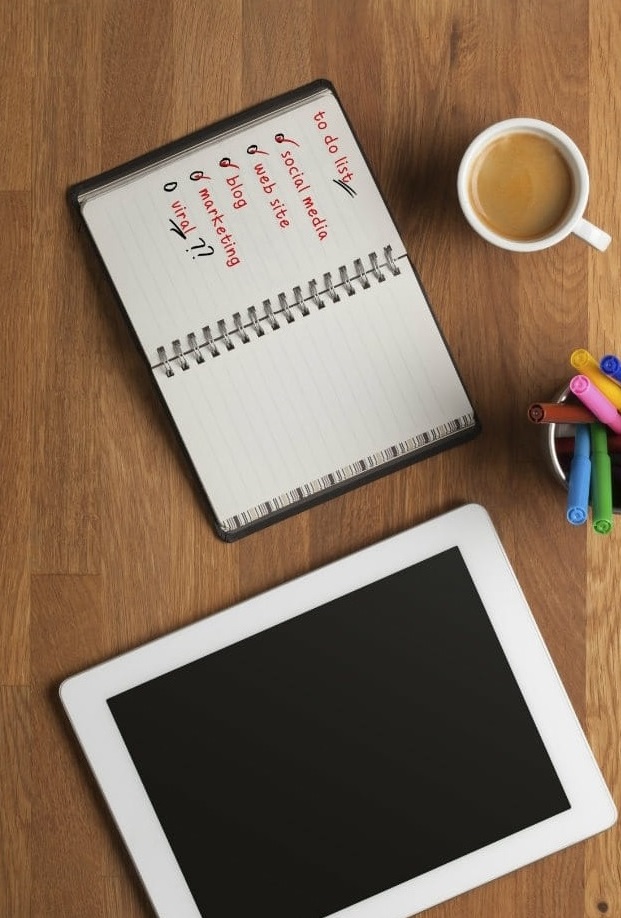 to do list
social media
web site
blog
marketing
viral ??